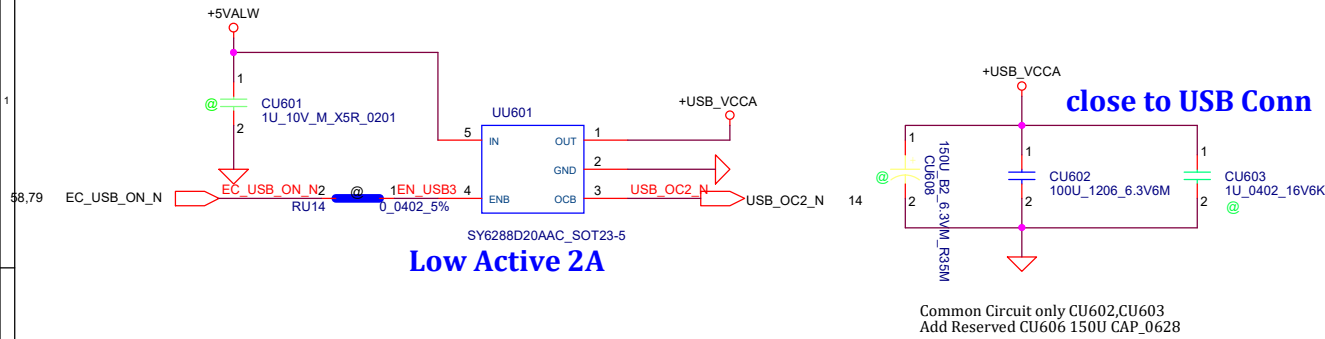 +5VALW
1
CU601
1U_10V_M_X5R_0201
@
2
UU601
+USB_VCCA
5
IN
OUT
1
GND
2
58,79
EC_USB_ON_N
EC_USB_ON_N
2
@
1
EN_USB3
4
ENB
OCB
3
USB_OC2_N
USB_OC2_N
14
RU14
0_0402_5%
SY6288D20AAC_SOT23-5
Low Active 2A
+USB_VCCA
close to USB Conn
1
@
2
150U_B2_6.3VM_R35M
CU606
1
CU602
100U_1206_6.3V6M
2
1
CU603
1U_0402_16V6K
2
@
1
Common Circuit only CU602,CU603
Add Reserved CU606 150U CAP_0628